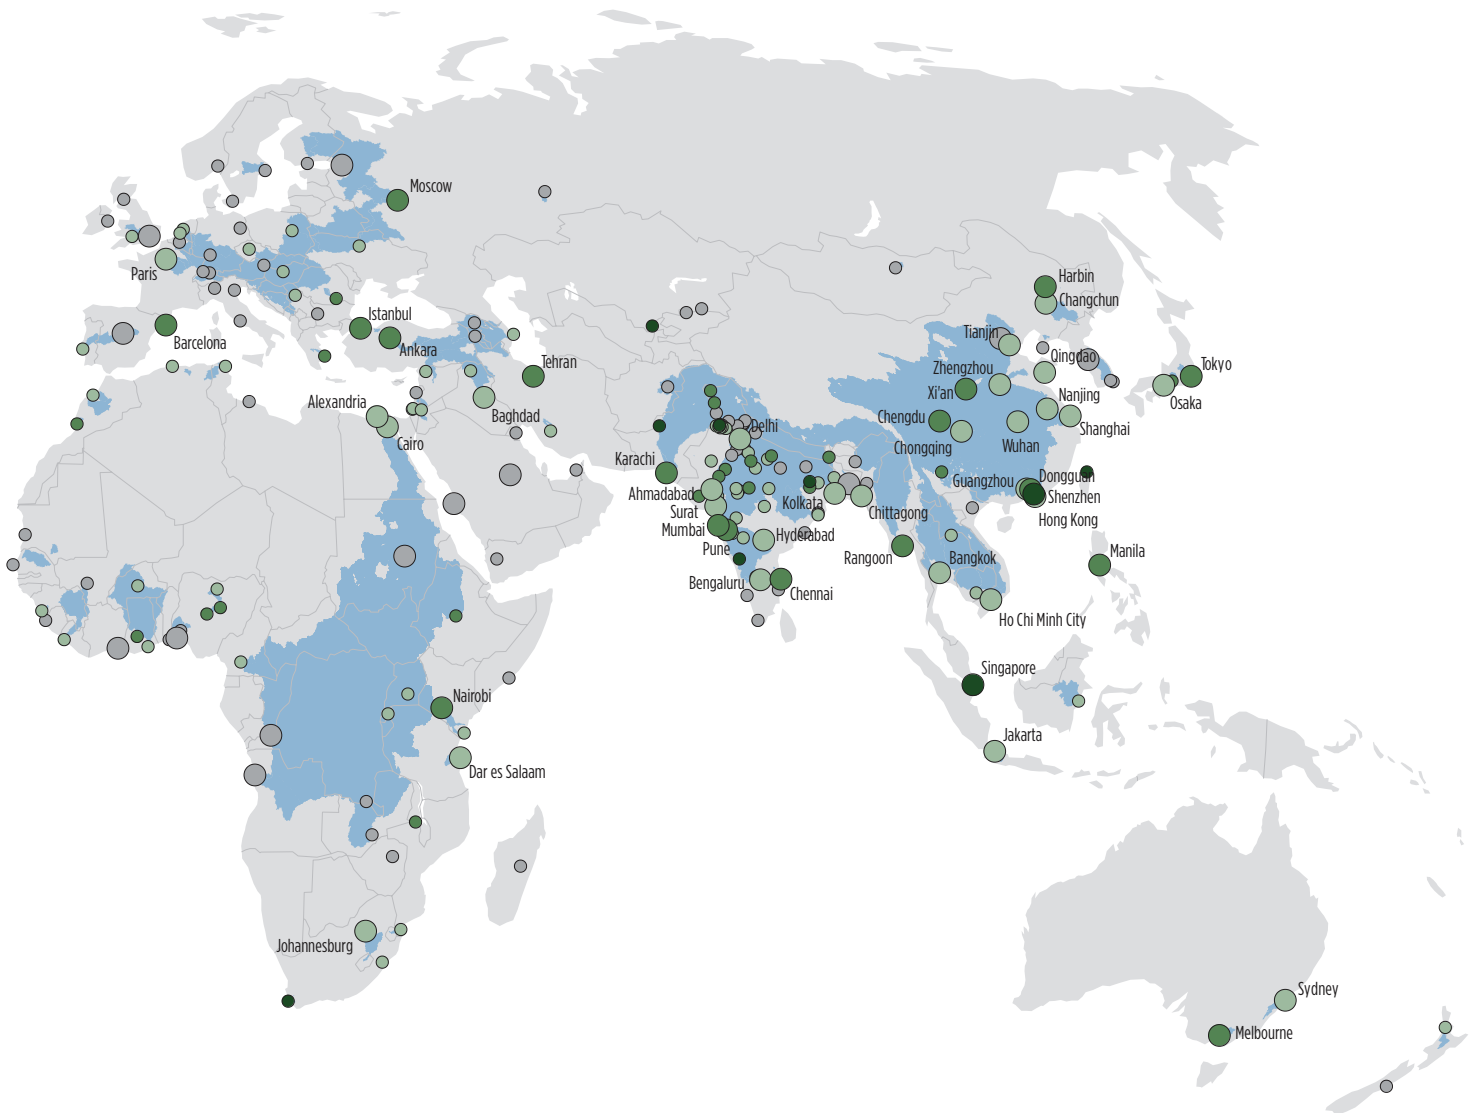 Moscow
Paris
Harbin
Changchun
Istanbul
Barcelona
Ankara
Tianjin
Qingdao
Tokyo
Tehran
Zhengzhou
Xi'an
Nanjing
Osaka
Alexandria
Baghdad
Chengdu
Shanghai
Cairo
Delhi
Chongqing
Wuhan
Karachi
Guangzhou
Dongguan
Ahmadabad
Shenzhen
Surat
Kolkata
Chittagong
Hong Kong
Mumbai
Hyderabad
Pune
Rangoon
Bangkok
Manila
Bengaluru
Chennai
Ho Chi Minh City
Singapore
Nairobi
Jakarta
Dar es Salaam
Johannesburg
Sydney
Melbourne